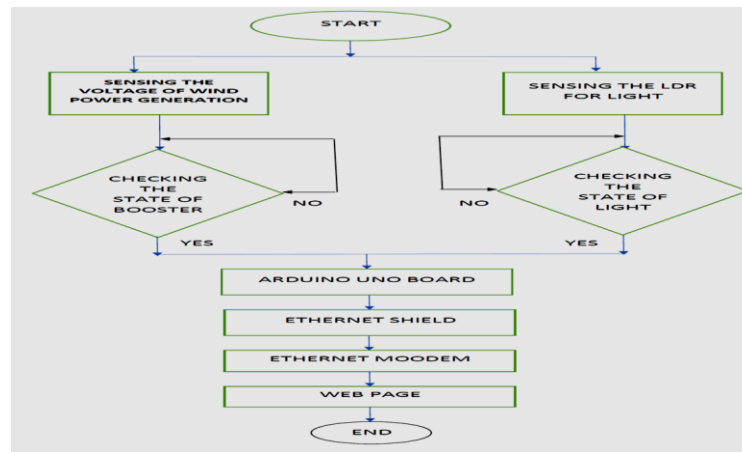 START
SENSING THE
VOLTAGE OF WIND
POWER GENERATION
SENSING THE LDR
FOR LIGHT
CHECKING
THE
STATE OF
BOOSTER
NO
YES
CHECKING
THE
STATE OF
LIGHT
NO
YES
ARDUINO UNO BOARD
ETHERNET SHIELD
ETHERNET MOODEM
WEB PAGE
END